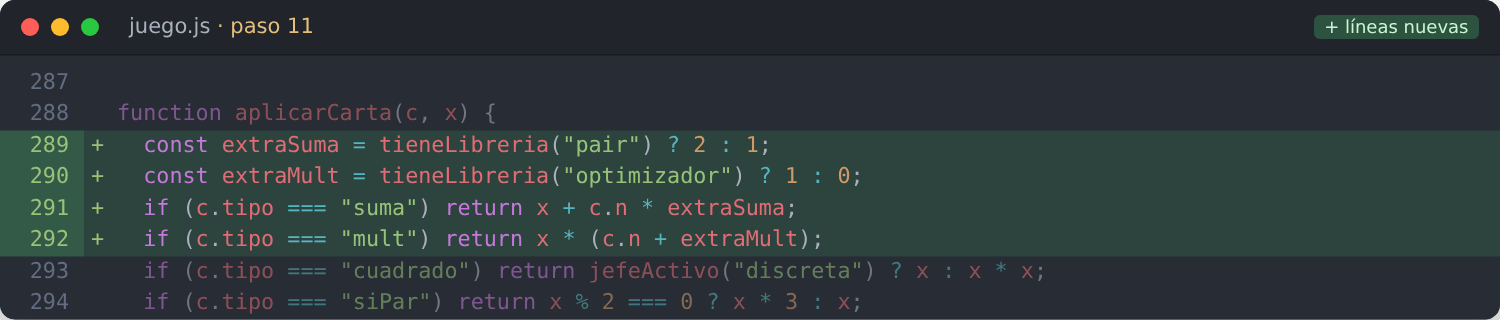 juego.js · paso 11
+ líneas nuevas
287
288 function aplicarCarta(c, x) {
289 + const extraSuma = tieneLibreria("pair") ? 2 : 1;
290 + const extraMult = tieneLibreria("optimizador") ? 1 : 0;
291 + if (c.tipo === "suma") return x + c.n * extraSuma;
292 + if (c.tipo === "mult") return x * (c.n + extraMult);
293 if (c.tipo === "cuadrado") return jefeActivo("discreta") ? x : x * x;
294 if (c.tipo === "siPar") return x % 2 === 0 ? x * 3 : x;